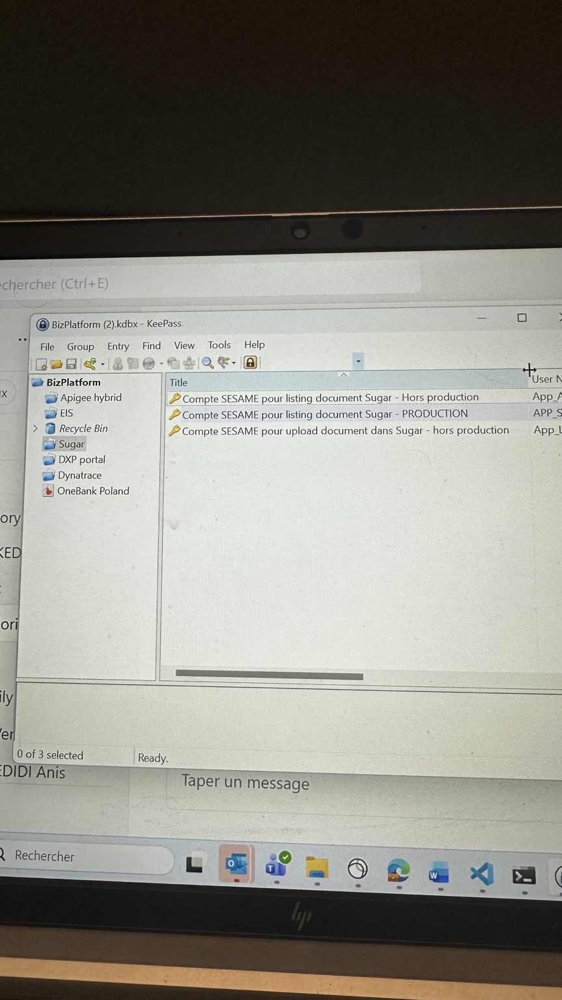 chercher (Ctrl+E)
BizPlatform (2).kdbx - KeePass
File Group Entry Find View Tools Help
BizPlatform
Apigee hybrid
EIS
Recycle Bin
Sugar
DXP portal
Dynatrace
OneBank Poland
Title
Compte SESAME pour listing document Sugar - Hors production
Compte SESAME pour listing document Sugar - PRODUCTION
Compte SESAME pour upload document dans Sugar - hors production
User N
App_A
APP_S
App_L
x
ory
KED
ori
ily
Ver
0 of 3 selected
Ready.
EDIDI Anis
Taper un message
Rechercher
hp